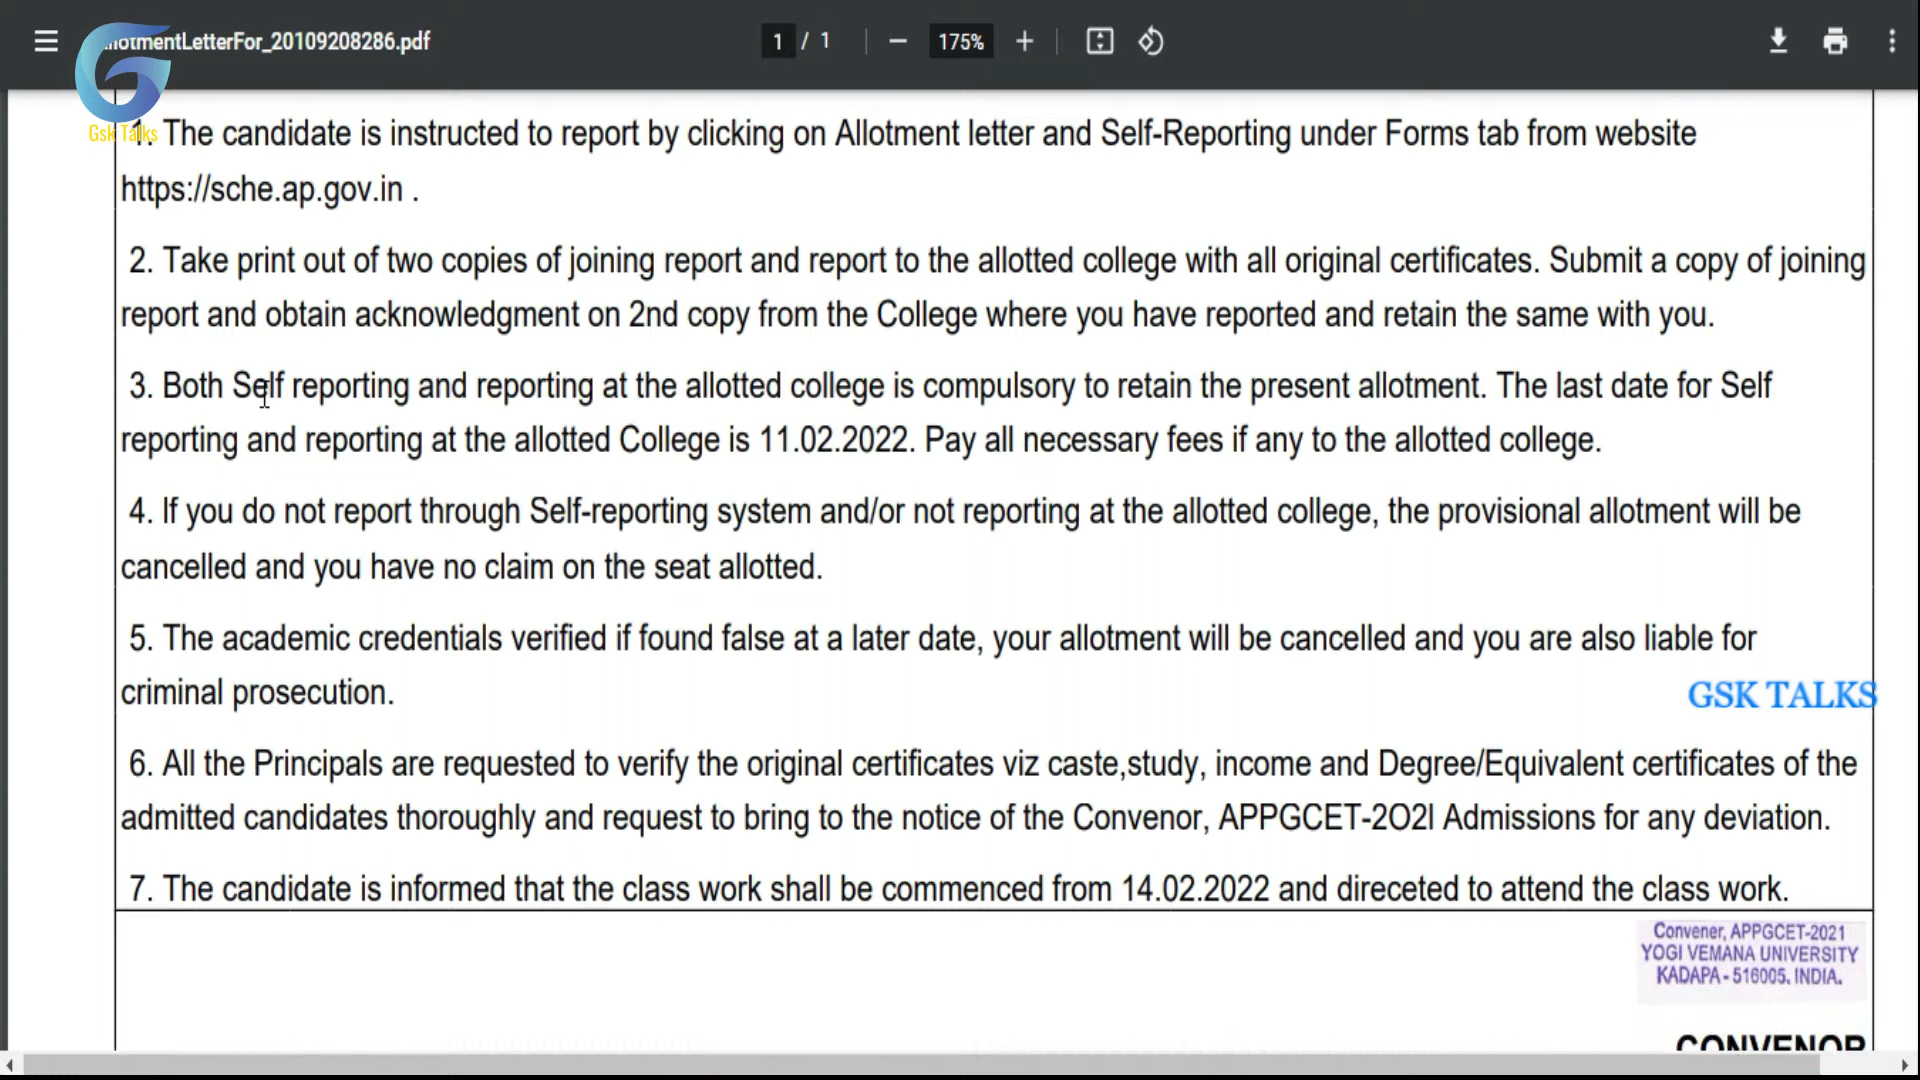 lotmentLetterFor_20109208286.pdf
1 / 1
175%
Gsk Talks
1. The candidate is instructed to report by clicking on Allotment letter and Self-Reporting under Forms tab from website
https://sche.ap.gov.in .
2. Take print out of two copies of joining report and report to the allotted college with all original certificates. Submit a copy of joining
report and obtain acknowledgment on 2nd copy from the College where you have reported and retain the same with you.
3. Both Self reporting and reporting at the allotted college is compulsory to retain the present allotment. The last date for Self
reporting and reporting at the allotted College is 11.02.2022. Pay all necessary fees if any to the allotted college.
4. If you do not report through Self-reporting system and/or not reporting at the allotted college, the provisional allotment will be
cancelled and you have no claim on the seat allotted.
5. The academic credentials verified if found false at a later date, your allotment will be cancelled and you are also liable for
criminal prosecution.
GSK TALKS
6. All the Principals are requested to verify the original certificates viz caste,study, income and Degree/Equivalent certificates of the
admitted candidates thoroughly and request to bring to the notice of the Convenor, APPGCET-2O2I Admissions for any deviation.
7. The candidate is informed that the class work shall be commenced from 14.02.2022 and direceted to attend the class work.
Convener, APPGCET-2021
YOGI VEMANA UNIVERSITY
KADAPA - 516005. INDIA.
CONVENOR